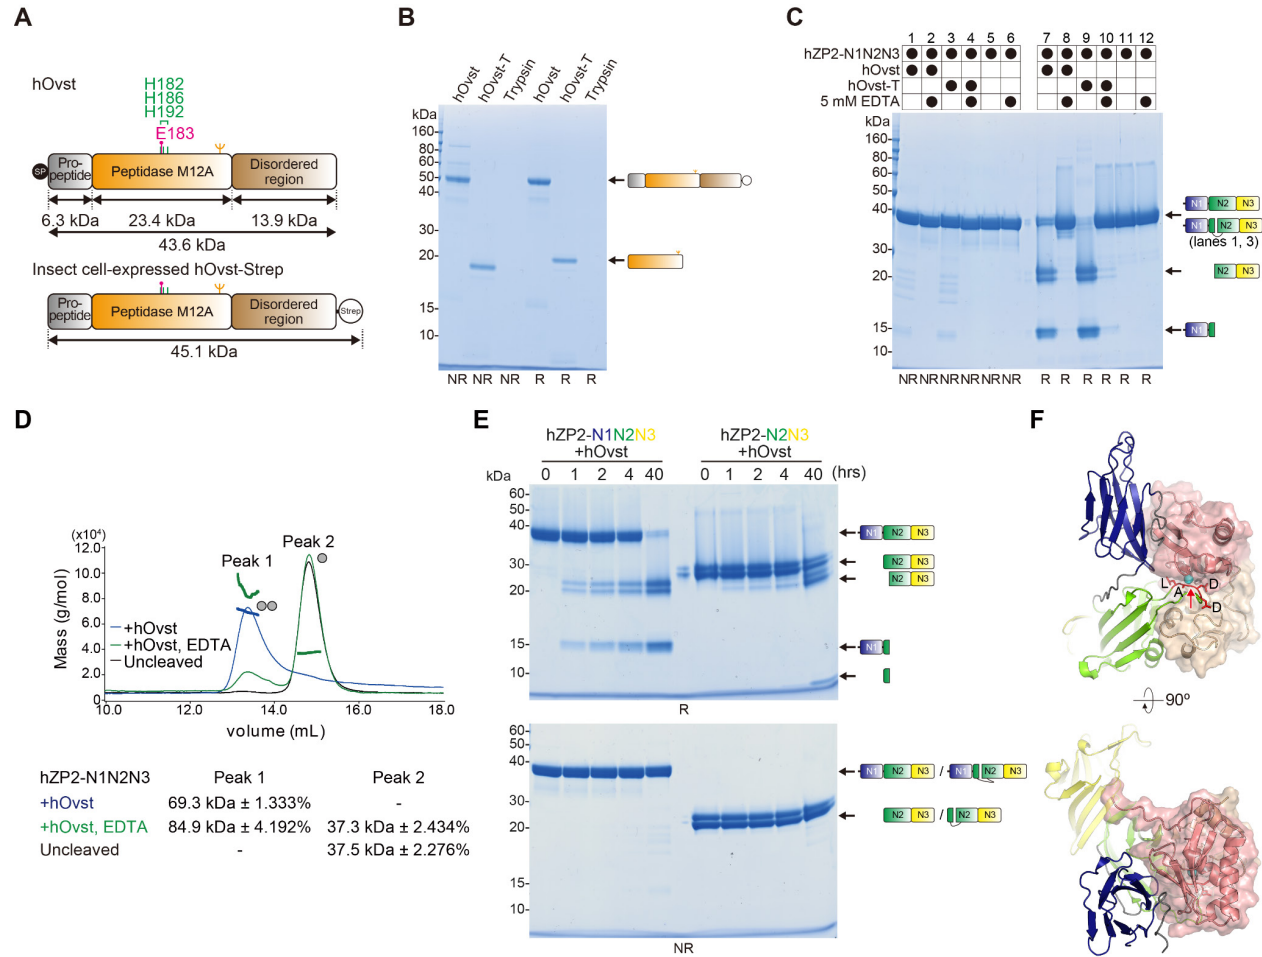 A
hOvst
H182
H186
H192
E183
SP
Pro-
peptide
Peptidase M12A
Disordered
region
6.3 kDa
23.4 kDa
13.9 kDa
43.6 kDa
Insect cell-expressed hOvst-Strep
Pro-
peptide
Peptidase M12A
Disordered
region
Strep
45.1 kDa
B
hOvst
hOvst-T
Trypsin
hOvst
hOvst-T
Trypsin
kDa
160
80
60
50
40
30
20
15
10
NR NR NR R R R
C
1 2 3 4 5 6 7 8 9 10 11 12
hZP2-N1N2N3
hOvst
hOvst-T
5 mM EDTA
kDa
160
80
60
50
40
30
20
15
10
N1 N2 N3
N1 N2 N3
(lanes 1, 3)
N2 N3
N1
NR NR NR NR NR NR R R R R R R
D
(x10⁴)
12.0
10.0
8.0
6.0
4.0
2.0
0
Mass (g/mol)
Peak 1
Peak 2
+hOvst
+hOvst, EDTA
Uncleaved
10.0 12.0 14.0 16.0 18.0
volume (mL)
hZP2-N1N2N3 Peak 1 Peak 2
+hOvst 69.3 kDa ± 1.333% -
+hOvst, EDTA 84.9 kDa ± 4.192% 37.3 kDa ± 2.434%
Uncleaved - 37.5 kDa ± 2.276%
E
hZP2-N1N2N3
+hOvst
hZP2-N2N3
+hOvst
kDa
0 1 2 4 40 0 1 2 4 40 (hrs)
60
50
40
30
20
15
10
N1 N2 N3
N2 N3
N2 N3
N1
R
60
50
40
30
20
15
10
N1 N2 N3 / N1 N2 N3
N2 N3 / N2 N3
NR
F
L
A
D
D
90º